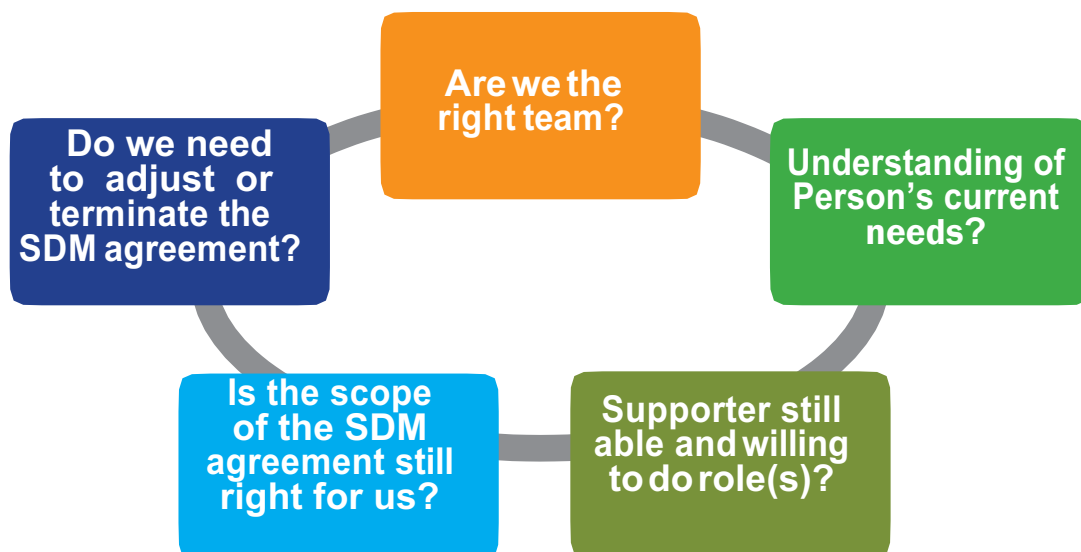 Are we the
right team?
Understanding of
Person’s current
needs?
Supporter still
able and willing
to do role(s)?
Is the scope
of the SDM
agreement still
right for us?
Do we need
to adjust or
terminate the
SDM agreement?